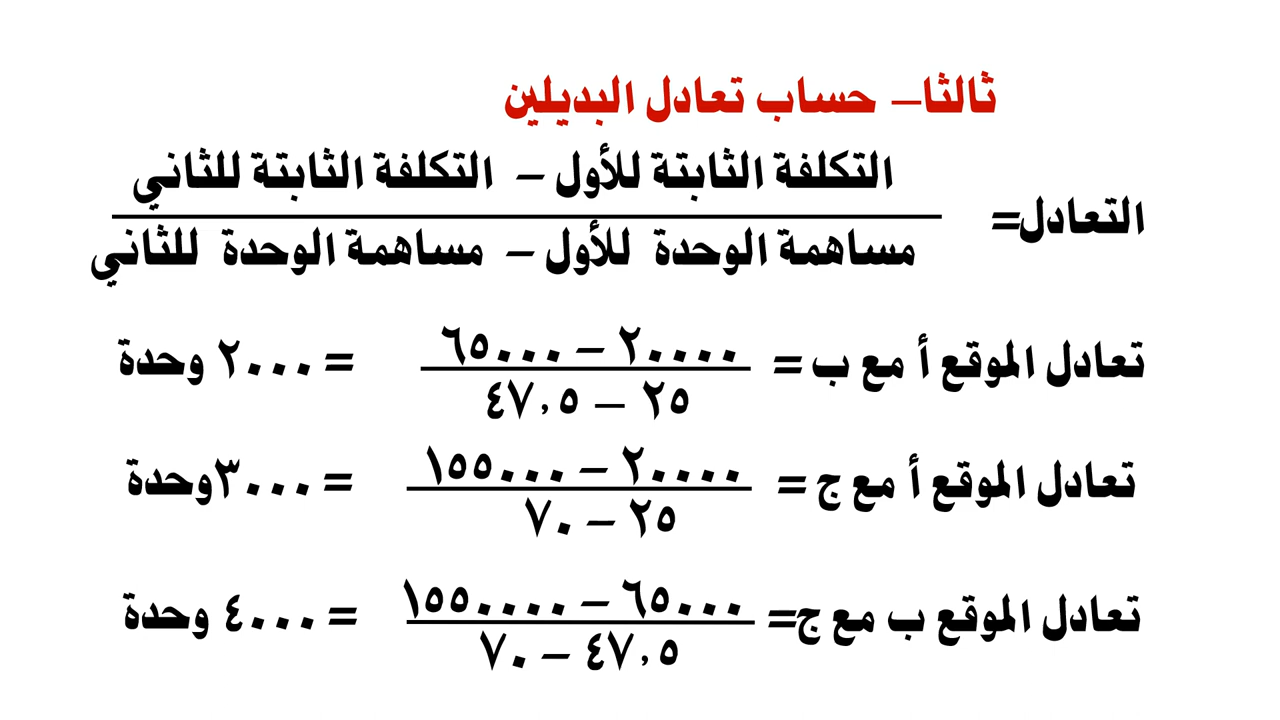 ثالثا– حساب تعادل البديلين
التكلفة الثابتة للأول – التكلفة الثابتة للثاني
التعادل=
مساهمة الوحدة للأول – مساهمة الوحدة للثاني
٢٠٠٠٠ – ٦٥٠٠٠
تعادل الموقع أ مع ب = = ٢٠٠٠ وحدة
٢٥ – ٤٧,٥
٢٠٠٠٠ – ١٥٥٠٠٠
تعادل الموقع أ مع ج = = ٣٠٠٠وحدة
٢٥ – ٧٠
٦٥٠٠٠ – ١٥٥٠٠٠٠
تعادل الموقع ب مع ج= = ٤٠٠٠ وحدة
٤٧,٥ – ٧٠